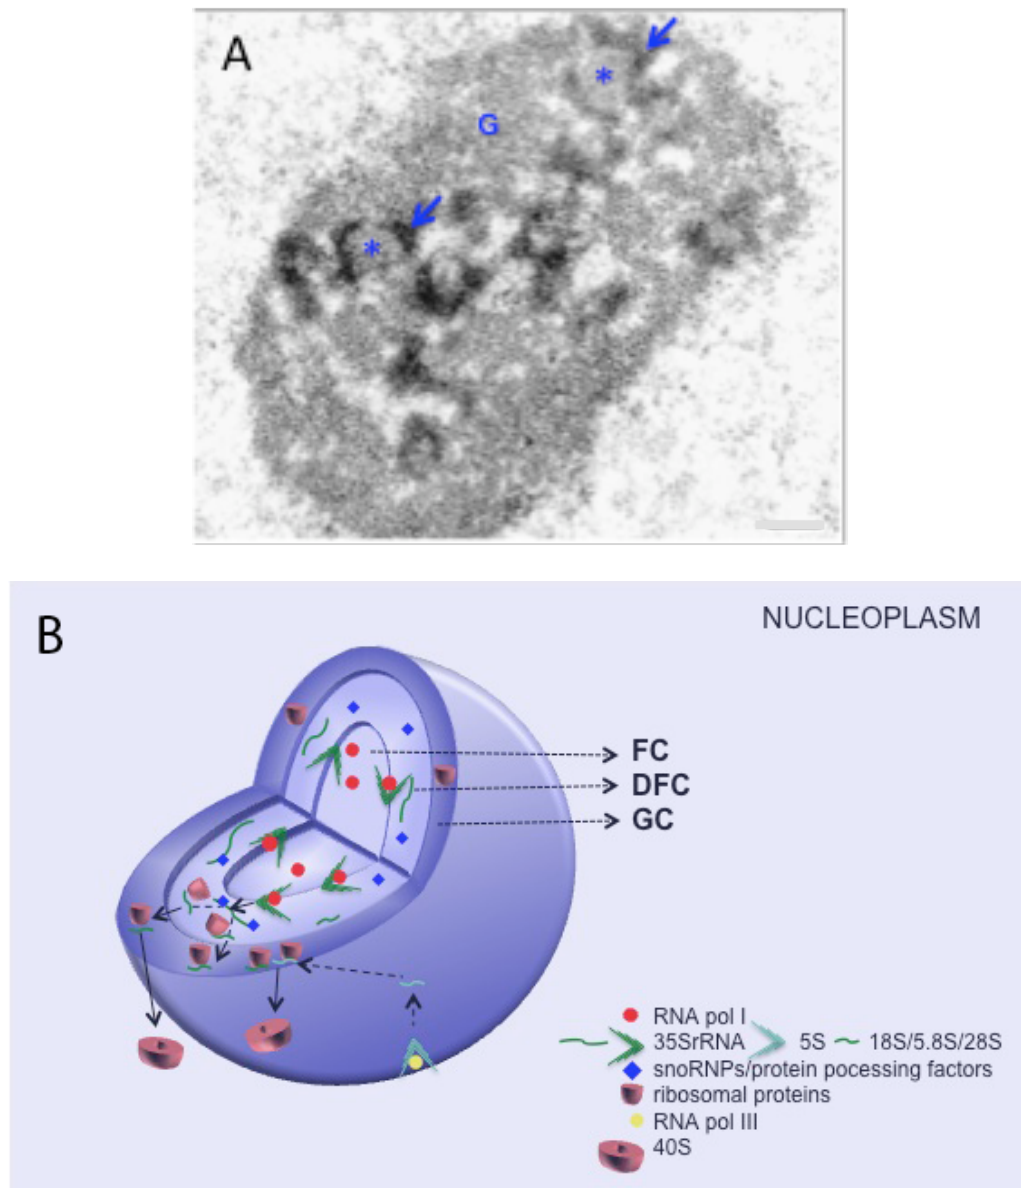 A
*
G
*
B
NUCLEOPLASM
FC
DFC
GC
RNA pol I
35SrRNA 5S 18S/5.8S/28S
snoRNPs/protein pocessing factors
ribosomal proteins
RNA pol III
40S